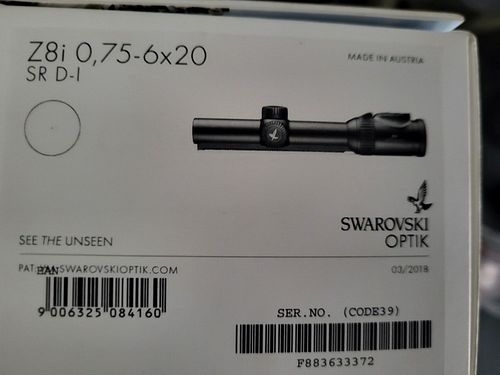 Z8i 0,75-6x20
SR D-I
MADE IN AUSTRIA
SWAROVSKI
OPTIK
SEE THE UNSEEN
SWAROVSKIOPTIK.COM
03/2018
EAN
9 006325 084160
SER.NO. (CODE39)
F883633372